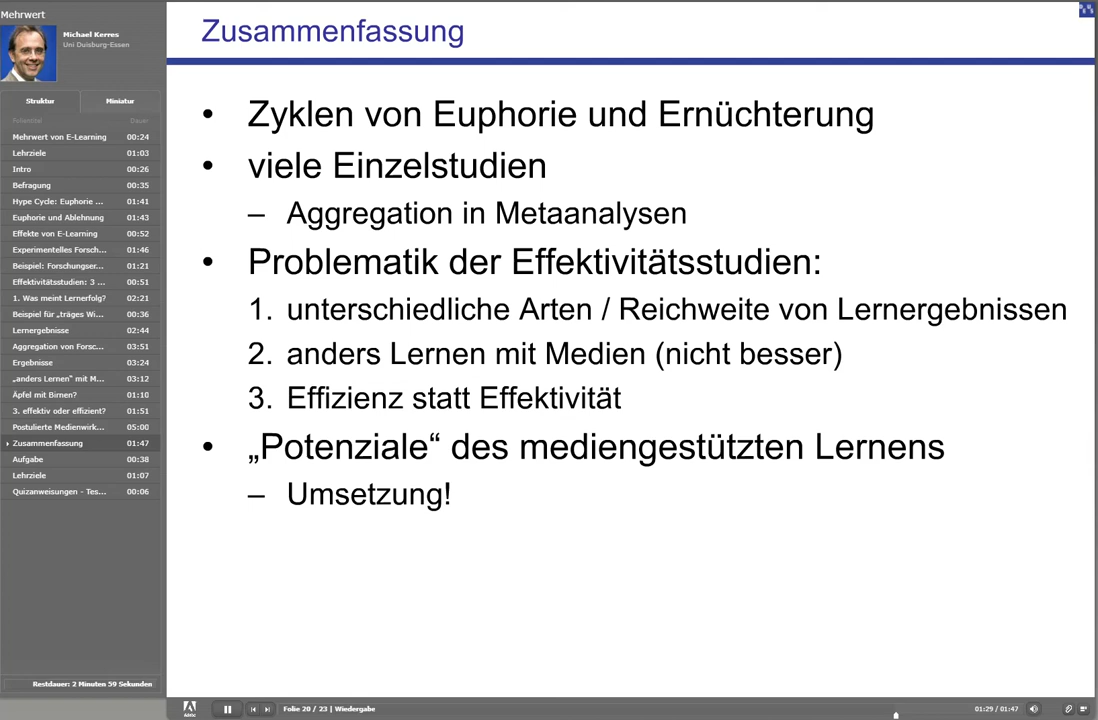 Mehrwert
Michael Kerres
Uni Duisburg-Essen
Struktur
Miniatur
Folientitel Dauer
Mehrwert von E-Learning 00:24
Lehrziele 01:03
Intro 00:26
Befragung 00:35
Hype Cycle: Euphorie ... 01:41
Euphorie und Ablehnung 01:43
Effekte von E-Learning 00:52
Experimentelles Forsch... 01:46
Beispiel: Forschungser... 01:21
Effektivitätsstudien: 3 ... 00:51
1. Was meint Lernerfolg? 02:21
Beispiel für „träges Wi... 00:36
Lernergebnisse 02:44
Aggregation von Forsc... 03:51
Ergebnisse 03:24
„anders Lernen“ mit M... 03:12
Äpfel mit Birnen? 01:10
3. effektiv oder effizient? 01:51
Postulierte Medienwirk... 05:00
Zusammenfassung 01:47
Aufgabe 00:38
Lehrziele 01:07
Quizanweisungen - Tes... 00:06
Restdauer: 2 Minuten 59 Sekunden
Zusammenfassung
• Zyklen von Euphorie und Ernüchterung
• viele Einzelstudien
– Aggregation in Metaanalysen
• Problematik der Effektivitätsstudien:
1. unterschiedliche Arten / Reichweite von Lernergebnissen
2. anders Lernen mit Medien (nicht besser)
3. Effizienz statt Effektivität
• „Potenziale“ des mediengestützten Lernens
– Umsetzung!
Folie 20 / 23 | Wiedergabe
01:29 / 01:47